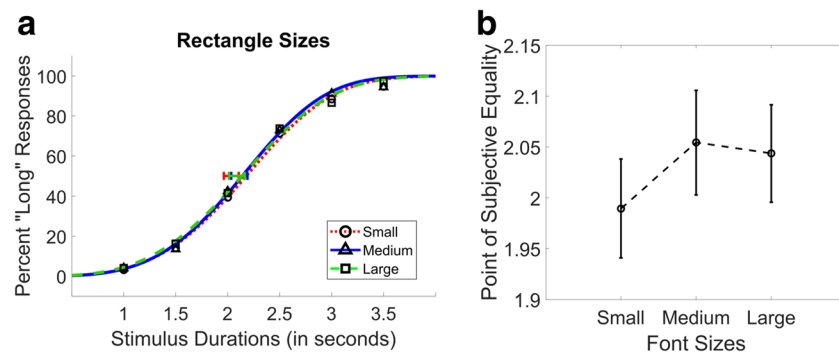 a
Rectangle Sizes
Percent "Long" Responses
100
80
60
40
20
0
Small
Medium
Large
1
1.5
2
2.5
3
3.5
Stimulus Durations (in seconds)
b
Point of Subjective Equality
2.15
2.1
2.05
2
1.95
1.9
Small
Medium
Large
Font Sizes